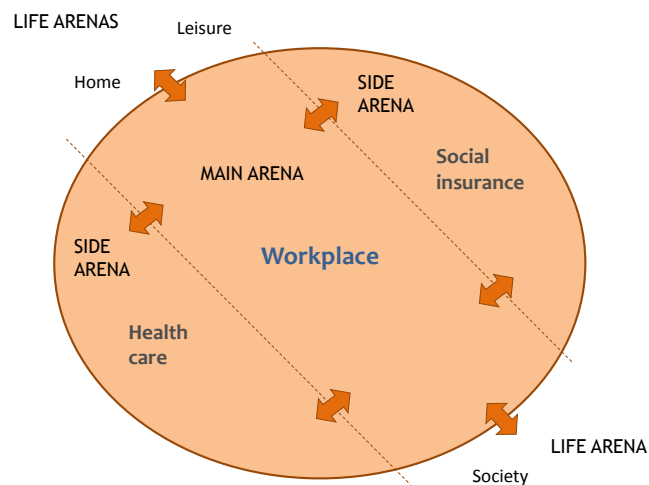 LIFE ARENAS
Leisure
Home
SIDE
ARENA
Social
insurance
MAIN ARENA
SIDE
ARENA
Workplace
Health
care
LIFE ARENA
Society